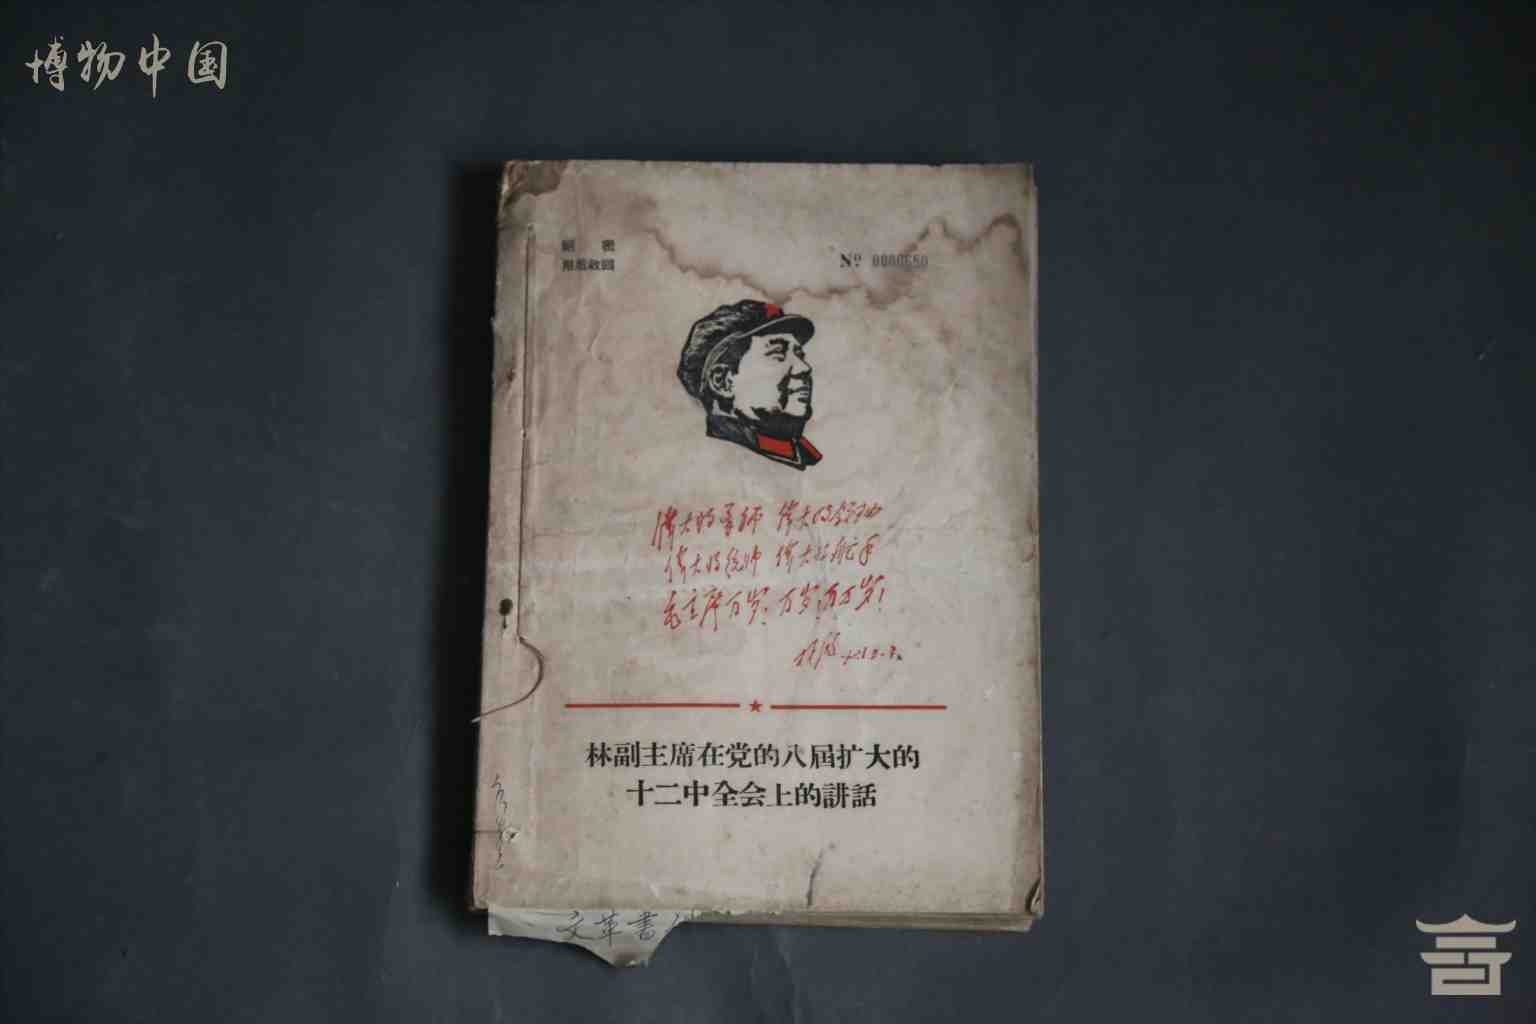 博物中国
絕 密
用后收回
Nº 0000680
伟大的导师 伟大的领袖
伟大的统帅 伟大的舵手
毛主席万岁！万岁！万万岁！
林彪
林副主席在党的八屆扩大的
十二中全会上的講話
文革書